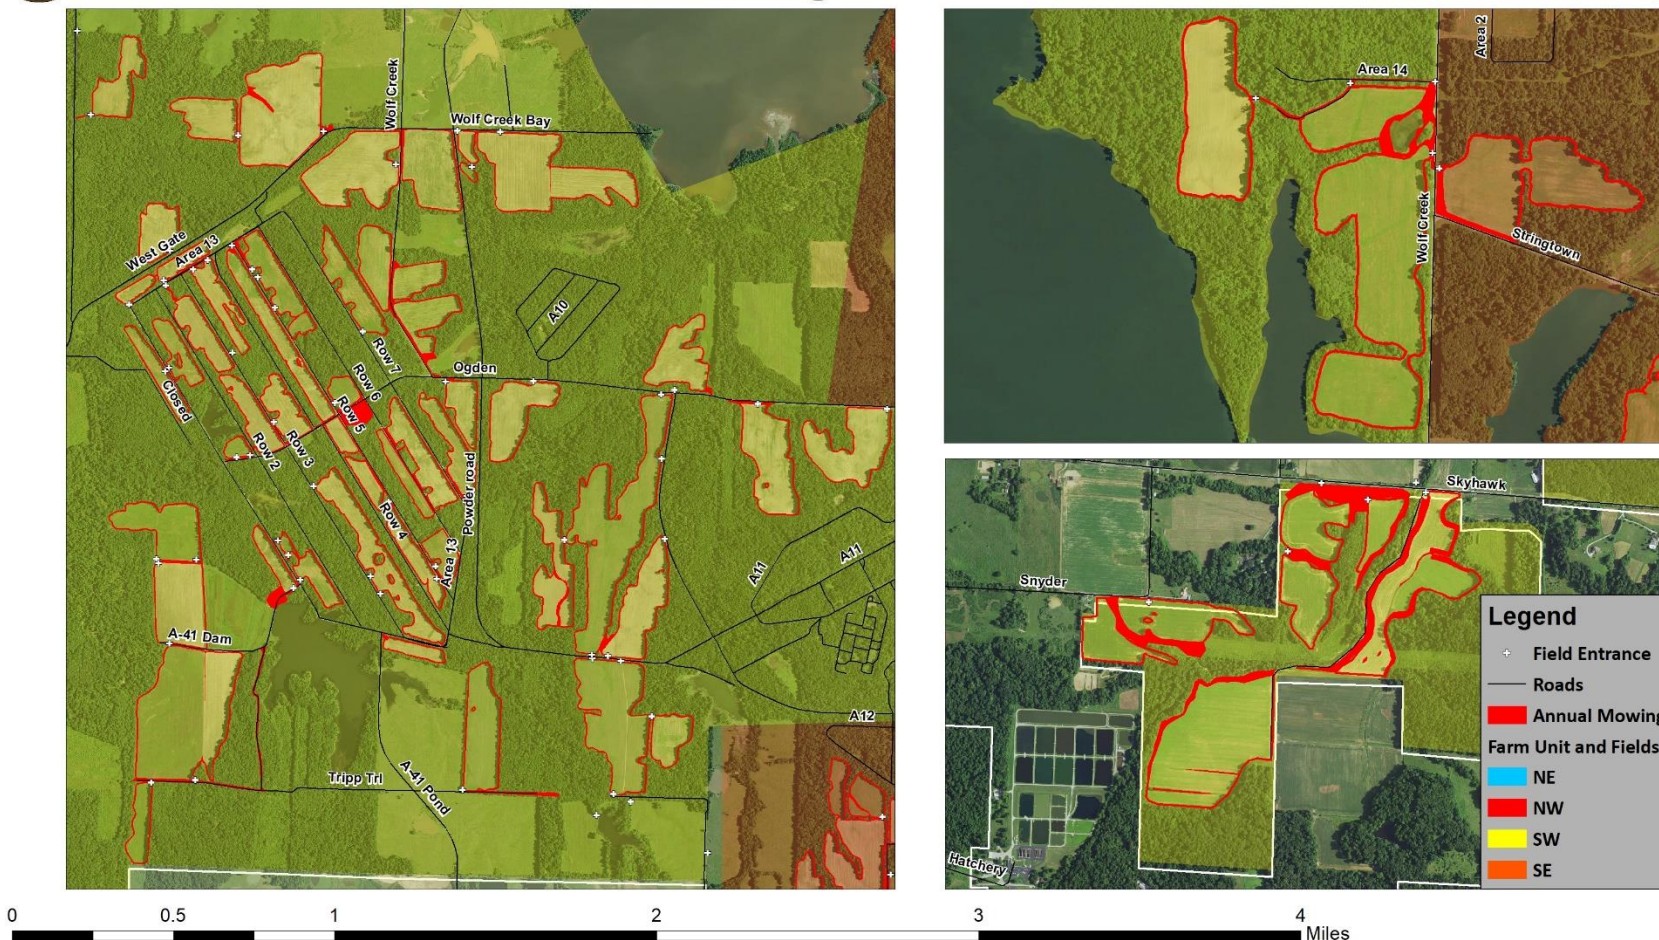 Wolf Creek
Wolf Creek Bay
West Gate
Area 13
A10
Row 7
Ogden
Row 6
Closed
Row 5
Row 2
Row 3
Powder road
Row 4
Area 13
A11
A11
A-41 Dam
A12
Tripp Trl
A-41 Pond
Area 2
Area 14
Wolf Creek
Stringtown
Skyhawk
Snyder
Hatchery
Legend
Field Entrance
Roads
Annual Mowing
Farm Unit and Fields
NE
NW
SW
SE
0 0.5 1 2 3 4
Miles